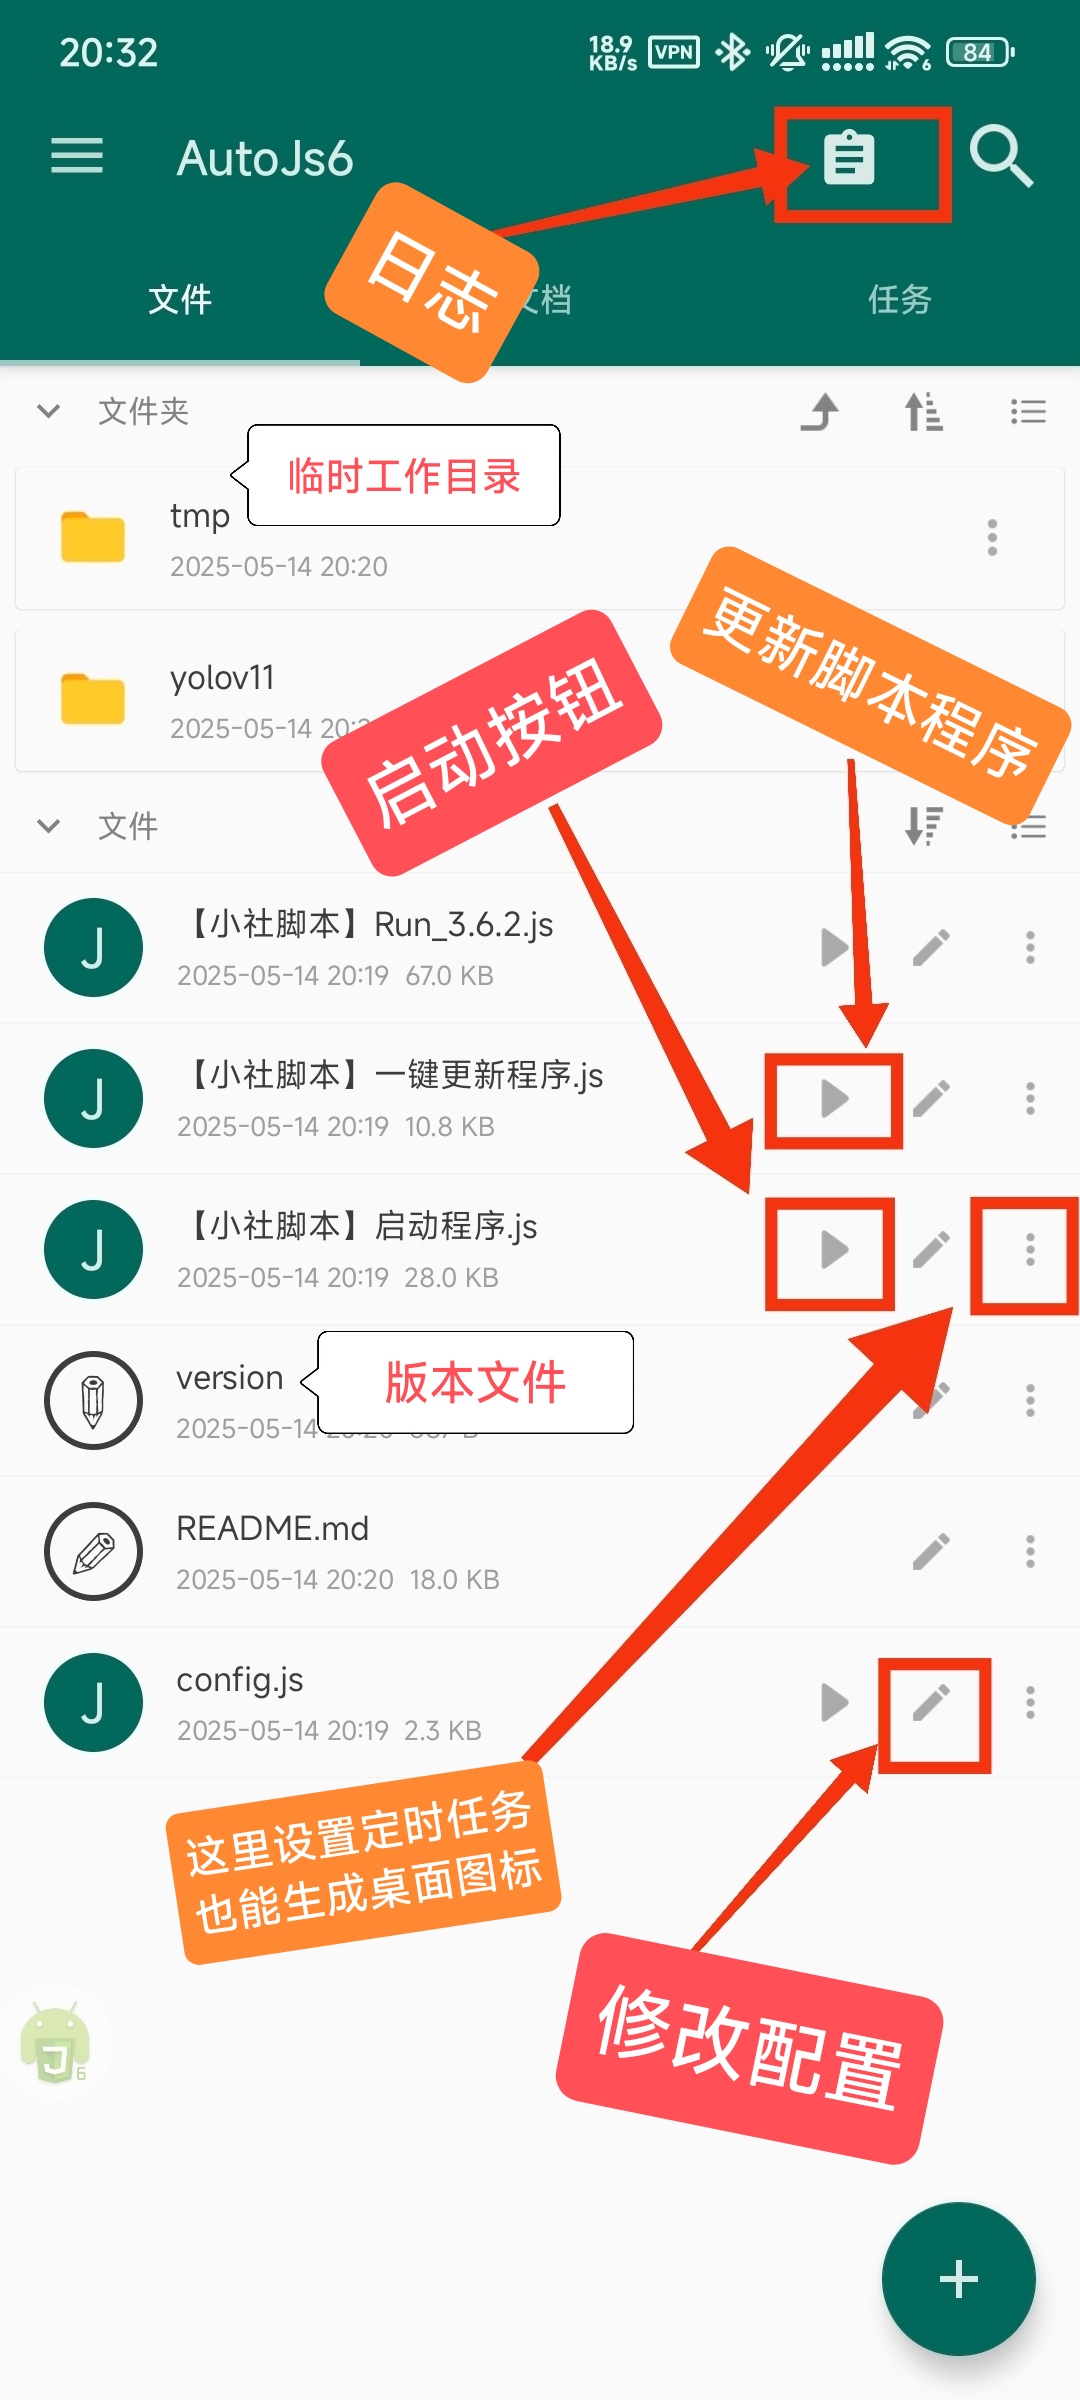 20:32
18.9
KB/s
VPN
6
84
AutoJs6
日志
文件
文档
任务
文件夹
临时工作目录
tmp
2025-05-14 20:20
更新脚本程序
yolov11
2025-05-14 20:2
启动按钮
文件
J
【小社脚本】Run_3.6.2.js
2025-05-14 20:19 67.0 KB
J
【小社脚本】一键更新程序.js
2025-05-14 20:19 10.8 KB
J
【小社脚本】启动程序.js
2025-05-14 20:19 28.0 KB
version
版本文件
2025-05-14
README.md
2025-05-14 20:20 18.0 KB
J
config.js
2025-05-14 20:19 2.3 KB
这里设置定时任务
也能生成桌面图标
修改配置
J
6